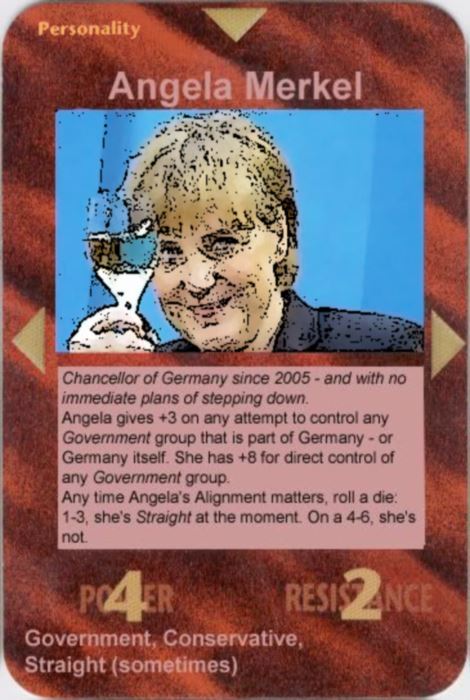 Personality
Angela Merkel
Chancellor of Germany since 2005 - and with no
immediate plans of stepping down.
Angela gives +3 on any attempt to control any
Government group that is part of Germany - or
Germany itself. She has +8 for direct control of
any Government group.
Any time Angela's Alignment matters, roll a die:
1-3, she's Straight at the moment. On a 4-6, she's
not.
POWER 4 RESISTANCE 2
Government, Conservative,
Straight (sometimes)